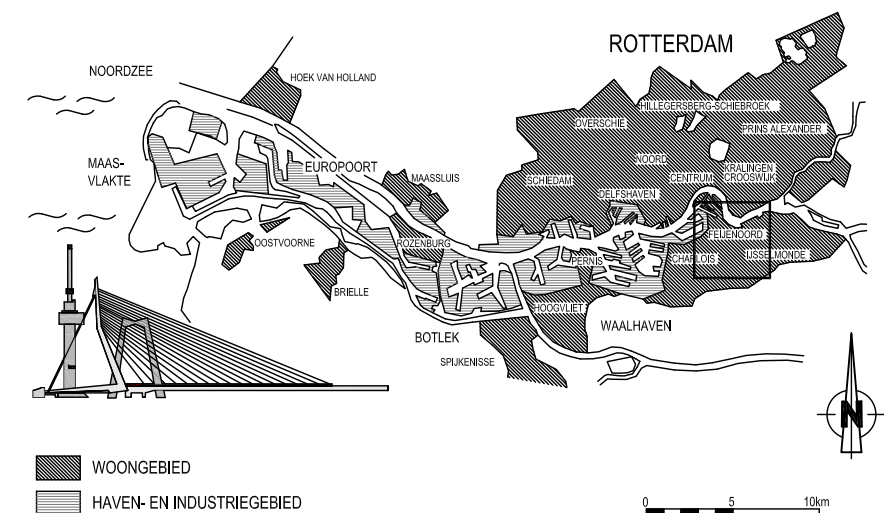 ROTTERDAM
NOORDZEE
HOEK VAN HOLLAND
HILLEGERSBERG-SCHIEBROEK
OVERSCHIE
PRINS ALEXANDER
MAAS-
VLAKTE
EUROPOORT
MAASSLUIS
NOORD
KRALINGEN
CROOSWIJK
CENTRUM
SCHIEDAM
DELFSHAVEN
FEIJENOORD
OOSTVOORNE
ROZENBURG
PERNIS
CHARLOIS
IJSSELMONDE
BRIELLE
HOOGVLIET
WAALHAVEN
BOTLEK
SPIJKENISSE
N
WOONGEBIED
HAVEN- EN INDUSTRIEGEBIED
0 5 10km